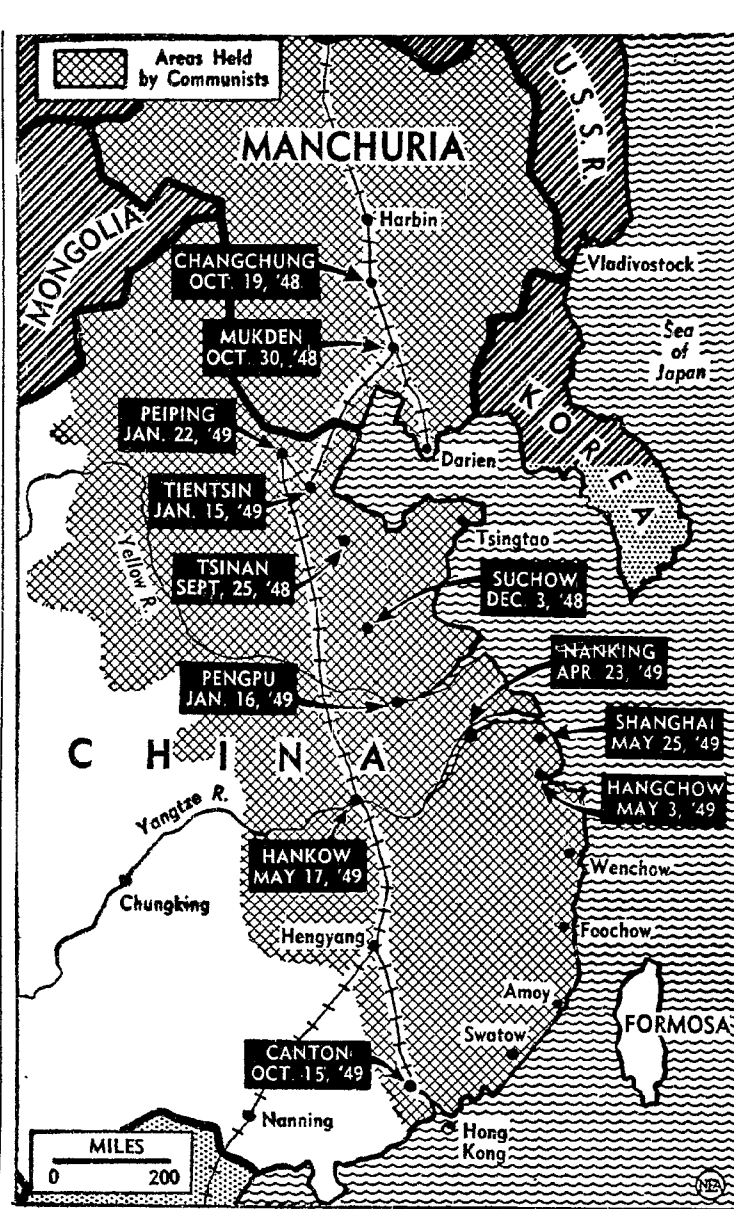 Areas Held
by Communists
U.S.S.R.
MANCHURIA
MONGOLIA
Harbin
CHANGCHUNG
OCT. 19, '48
Vladivostock
MUKDEN
OCT. 30, '48
Sea
of
Japan
KOREA
PEIPING
JAN. 22, '49
Darien
TIENTSIN
JAN. 15, '49
Tsingtao
Yellow R.
TSINAN
SEPT. 25, '48
SUCHOW
DEC. 3, '48
NANKING
APR. 23, '49
PENGPU
JAN. 16, '49
SHANGHAI
MAY 25, '49
CHINA
HANGCHOW
MAY 3, '49
Yangtze R.
HANKOW
MAY 17, '49
Wenchow
Chungking
Hengyang
Foochow
Amoy
FORMOSA
Swatow
CANTON
OCT. 15, '49
Nanning
Hong
Kong
MILES
0 200
NEA